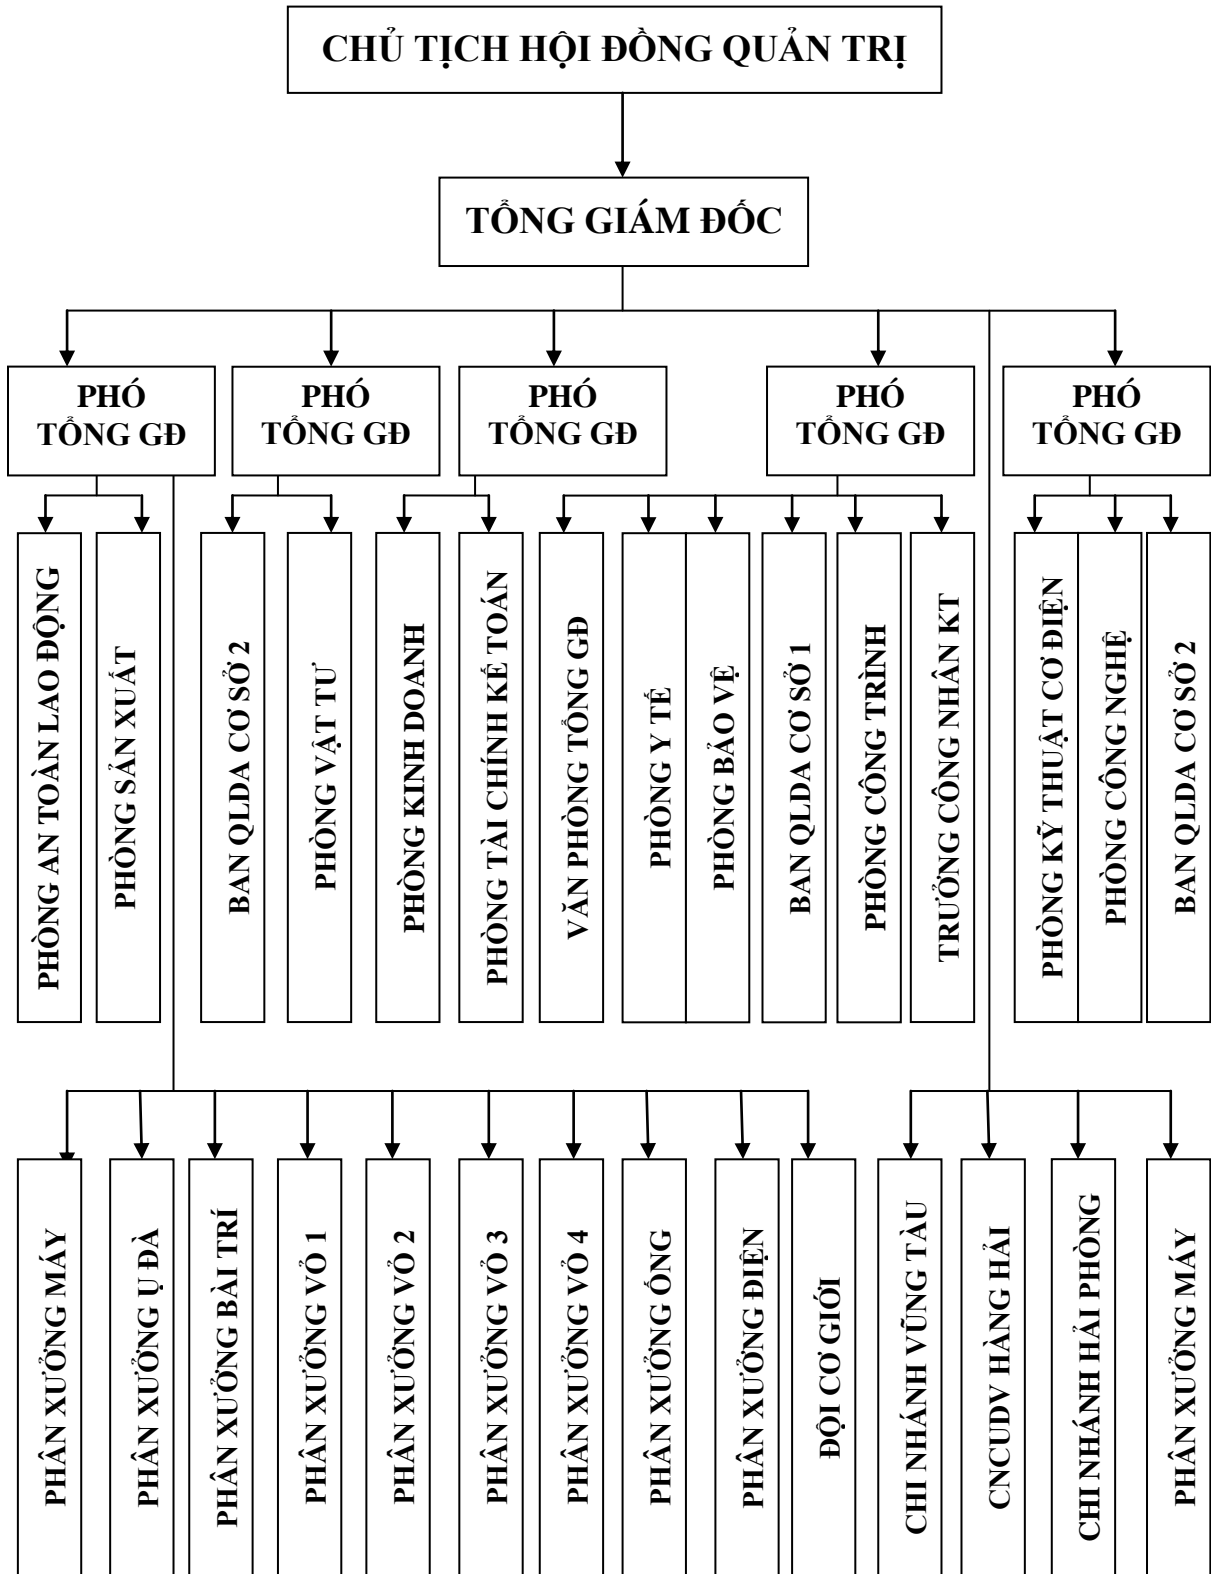 CHỦ TỊCH HỘI ĐỒNG QUẢN TRỊ
TỔNG GIÁM ĐỐC
PHÓ
TỔNG GĐ
PHÓ
TỔNG GĐ
PHÓ
TỔNG GĐ
PHÓ
TỔNG GĐ
PHÓ
TỔNG GĐ
PHÒNG AN TOÀN LAO ĐỘNG
PHÒNG SẢN XUẤT
BAN QLDA CƠ SỞ 2
PHÒNG VẬT TƯ
PHÒNG KINH DOANH
PHÒNG TÀI CHÍNH KẾ TOÁN
VĂN PHÒNG TỔNG GĐ
PHÒNG Y TẾ
PHÒNG BẢO VỆ
BAN QLDA CƠ SỞ 1
PHÒNG CÔNG TRÌNH
TRƯỞNG CÔNG NHÂN KT
PHÒNG KỸ THUẬT CƠ ĐIỆN
PHÒNG CÔNG NGHỆ
BAN QLDA CƠ SỞ 2
PHÂN XƯỞNG MÁY
PHÂN XƯỞNG Ụ ĐÀ
PHÂN XƯỞNG BÀI TRÍ
PHÂN XƯỞNG VỎ 1
PHÂN XƯỞNG VỎ 2
PHÂN XƯỞNG VỎ 3
PHÂN XƯỞNG VỎ 4
PHÂN XƯỞNG ỐNG
PHÂN XƯỞNG ĐIỆN
ĐỘI CƠ GIỚI
CHI NHÁNH VŨNG TÀU
CNCUDV HÀNG HẢI
CHI NHÁNH HẢI PHÒNG
PHÂN XƯỞNG MÁY